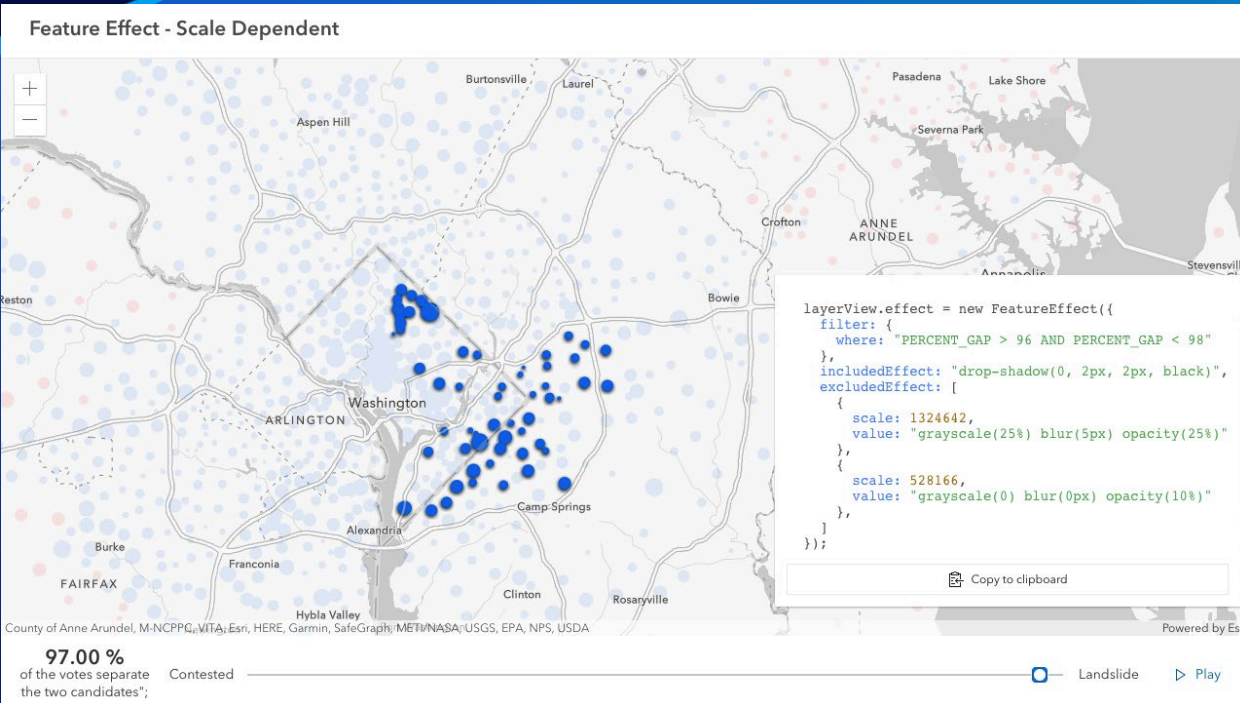 Feature Effect - Scale Dependent
Burtonsville
Laurel
Pasadena
Lake Shore
Aspen Hill
Severna Park
Crofton
ANNE
ARUNDEL
Annapolis
Reston
Bowie
Washington
ARLINGTON
Camp Springs
Alexandria
Burke
Franconia
FAIRFAX
Clinton
Rosaryville
Hybla Valley
layerView.effect = new FeatureEffect({
filter: {
where: "PERCENT_GAP > 96 AND PERCENT_GAP < 98"
},
includedEffect: "drop-shadow(0, 2px, 2px, black)",
excludedEffect: [
{
scale: 1324642,
value: "grayscale(25%) blur(5px) opacity(25%)"
},
{
scale: 528166,
value: "grayscale(0) blur(0px) opacity(10%)"
},
]
});
Copy to clipboard
County of Anne Arundel, M-NCPPC, VITA, Esri, HERE, Garmin, SafeGraph, METI/NASA, USGS, EPA, NPS, USDA
Powered by Es
97.00 %
of the votes separate
the two candidates";
Contested
Landslide
Play